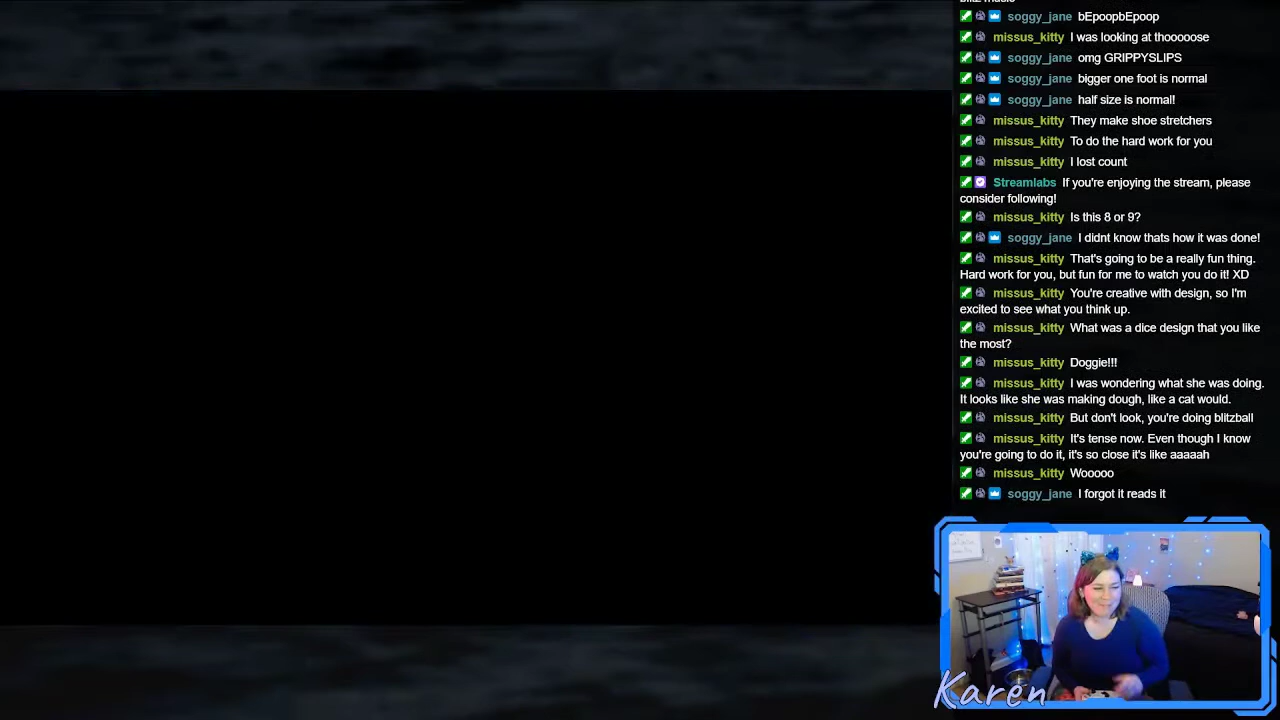 soggy_jane bEpoopbEpoop
missus_kitty I was looking at thooooose
soggy_jane omg GRIPPYSLIPS
soggy_jane bigger one foot is normal
soggy_jane half size is normal!
missus_kitty They make shoe stretchers
missus_kitty To do the hard work for you
missus_kitty I lost count
Streamlabs If you're enjoying the stream, please
consider following!
missus_kitty Is this 8 or 9?
soggy_jane I didnt know thats how it was done!
missus_kitty That's going to be a really fun thing.
Hard work for you, but fun for me to watch you do it! XD
missus_kitty You're creative with design, so I'm
excited to see what you think up.
missus_kitty What was a dice design that you like
the most?
missus_kitty Doggie!!!
missus_kitty I was wondering what she was doing.
It looks like she was making dough, like a cat would.
missus_kitty But don't look, you're doing blitzball
missus_kitty It's tense now. Even though I know
you're going to do it, it's so close it's like aaaaah
missus_kitty Wooooo
soggy_jane I forgot it reads it
Karen